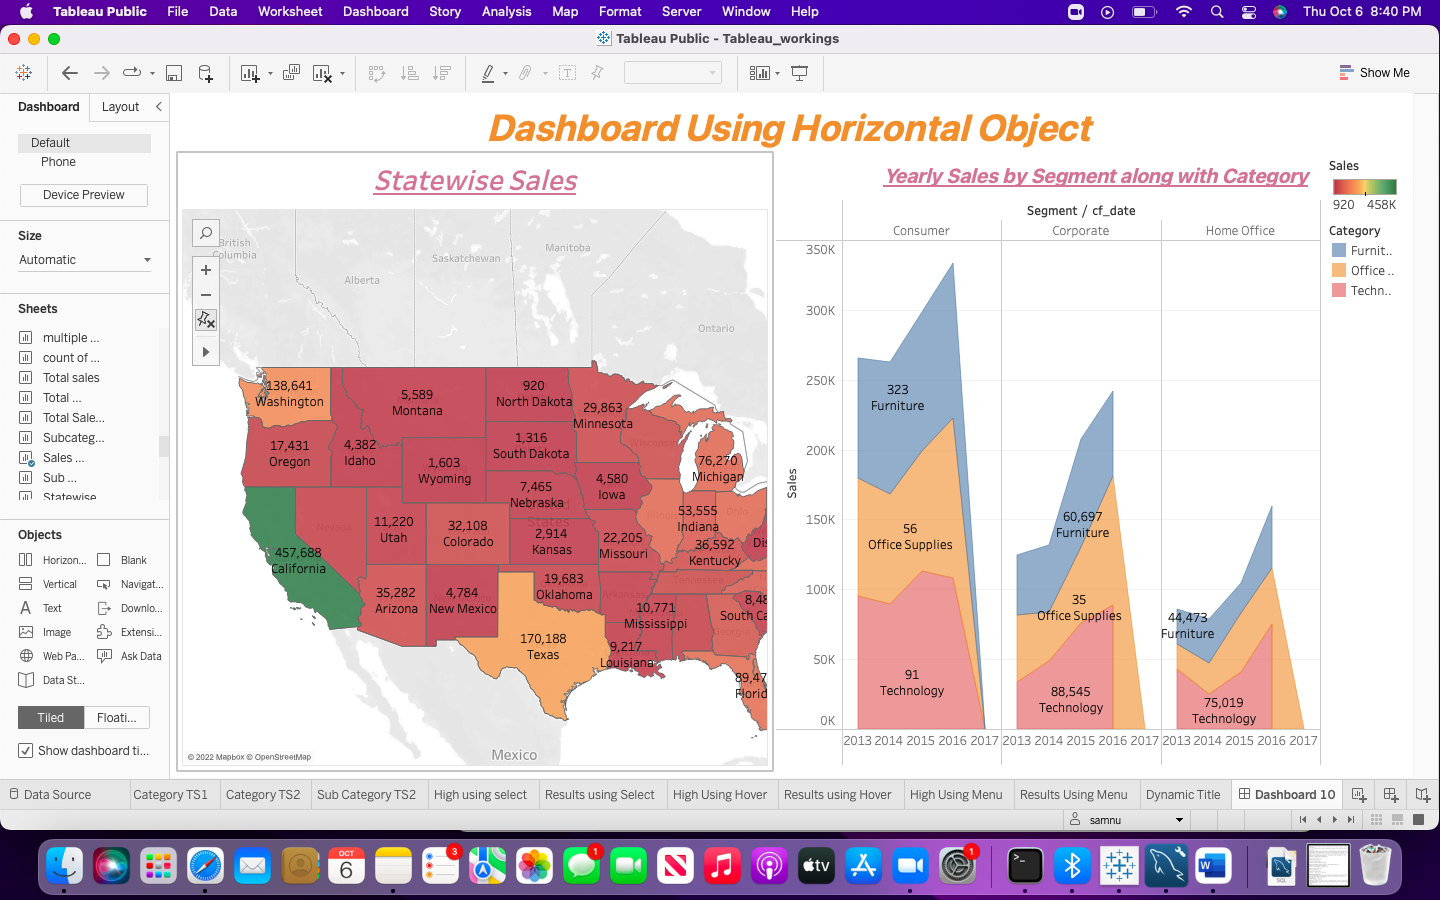 Tableau Public File Data Worksheet Dashboard Story Analysis Map Format Server Window Help Thu Oct 6 8:40 PM
Tableau Public - Tableau_workings
Show Me
Dashboard Layout
Default
Phone
Device Preview
Size
Automatic
Sheets
multiple ...
count of ...
Total sales
Total ...
Total Sale...
Subcateg...
Sales ...
Sub ...
Statewise
Objects
Horizon... Blank
Vertical Navigat...
Text Downlo...
Image Extensi...
Web Pa... Ask Data
Data St...
Tiled Floati...
Show dashboard ti...
Dashboard Using Horizontal Object
Statewise Sales
British
Columbia
Alberta
Saskatchewan
Manitoba
Ontario
138,641
Washington
5,589
Montana
920
North Dakota
29,863
Minnesota
17,431
Oregon
4,382
Idaho
1,603
Wyoming
1,316
South Dakota
Wisconsin
76,270
Michigan
7,465
Nebraska
4,580
Iowa
States
Nevada
11,220
Utah
32,108
Colorado
2,914
Kansas
22,205
Missouri
53,555
Indiana
36,592
Kentucky
457,688
California
35,282
Arizona
4,784
New Mexico
19,683
Oklahoma
Tennessee
10,771
Mississippi
8,48
South Ca
Georgia
170,188
Texas
9,217
Louisiana
89,47
Florid
Mexico
© 2022 Mapbox © OpenStreetMap
Yearly Sales by Segment along with Category
Segment / cf_date
Consumer Corporate Home Office
Sales
350K
300K
250K
200K
150K
100K
50K
0K
323
Furniture
56
Office Supplies
91
Technology
60,697
Furniture
35
Office Supplies
88,545
Technology
44,473
Furniture
75,019
Technology
2013 2014 2015 2016 2017 2013 2014 2015 2016 2017 2013 2014 2015 2016 2017
Sales
920 458K
Category
Furnit..
Office ..
Techn..
Data Source Category TS1 Category TS2 Sub Category TS2 High using select Results using Select High Using Hover Results using Hover High Using Menu Results Using Menu Dynamic Title Dashboard 10
samnu
OCT
6
3
1
tv
1
SQL